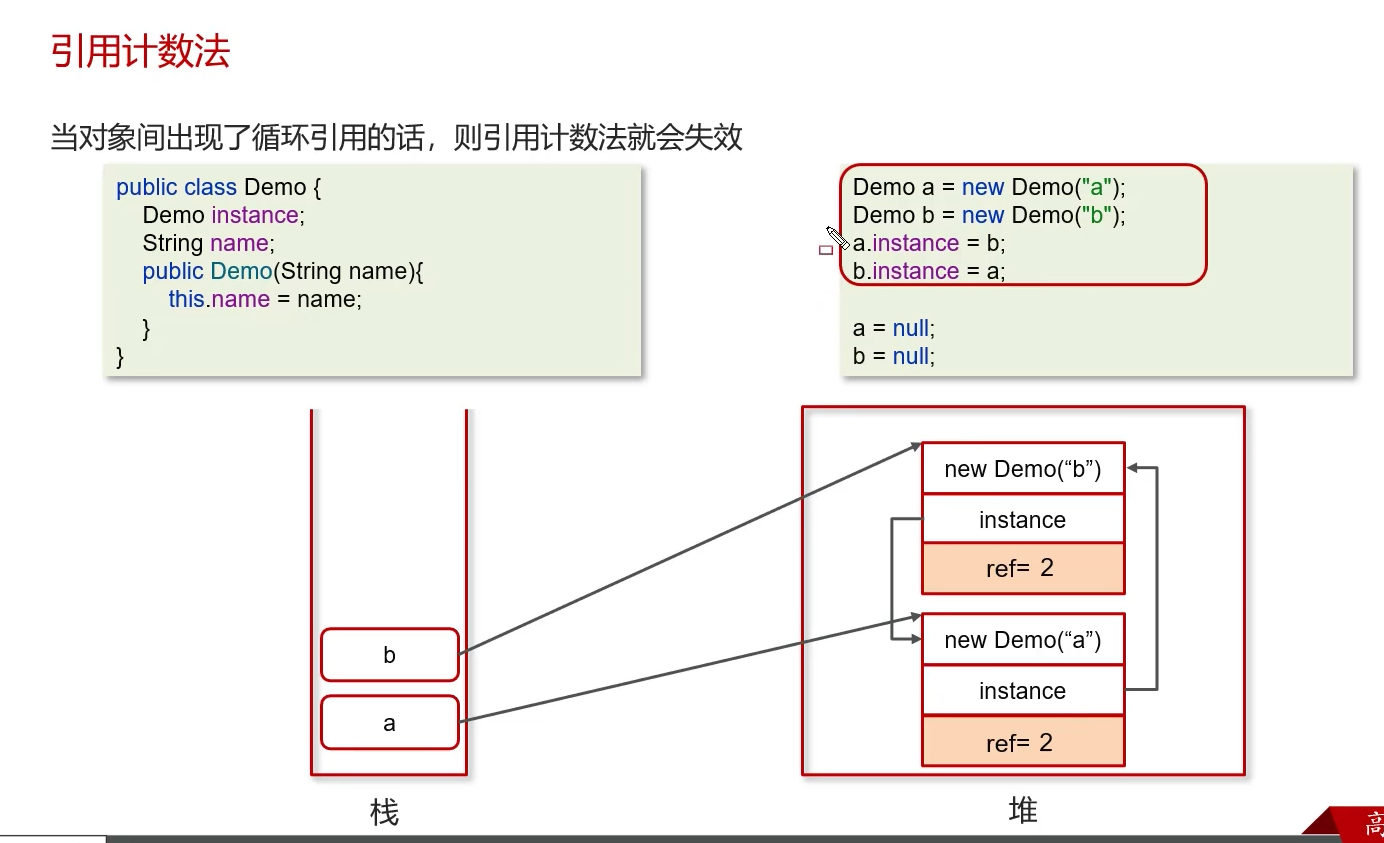 引用计数法
当对象间出现了循环引用的话，则引用计数法就会失效
public class Demo {
Demo instance;
String name;
public Demo(String name){
this.name = name;
}
}
Demo a = new Demo("a");
Demo b = new Demo("b");
a.instance = b;
b.instance = a;
a = null;
b = null;
b
a
栈
new Demo(“b”)
instance
ref= 2
new Demo(“a”)
instance
ref= 2
堆
高